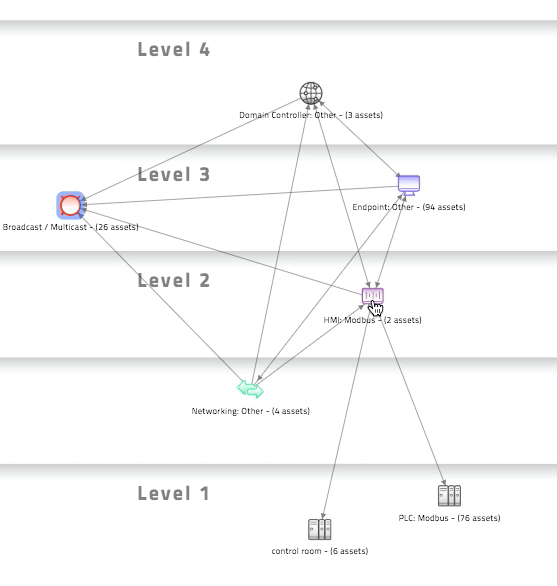 Level 4
Domain Controller: Other - (3 assets)
Level 3
Endpoint: Other - (94 assets)
Broadcast / Multicast - (26 assets)
Level 2
HMI: Modbus - (2 assets)
Networking: Other - (4 assets)
Level 1
PLC: Modbus - (76 assets)
control room - (6 assets)